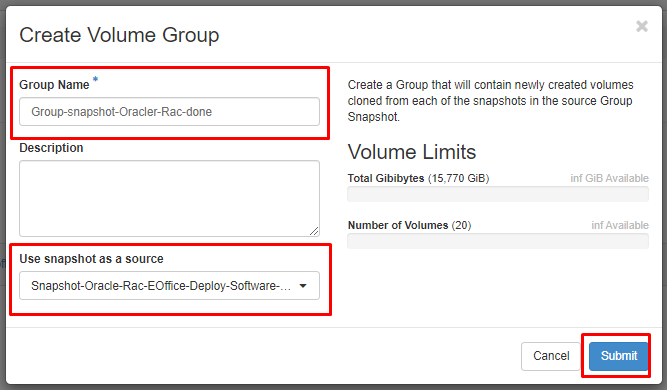 Create Volume Group
×
Group Name *
Group-snapshot-Oracler-Rac-done
Description
Use snapshot as a source
Snapshot-Oracle-Rac-EOffice-Deploy-Software-...
Create a Group that will contain newly created volumes
cloned from each of the snapshots in the source Group
Snapshot.
Volume Limits
Total Gibibytes (15,770 GiB) inf GiB Available
Number of Volumes (20) inf Available
Cancel Submit